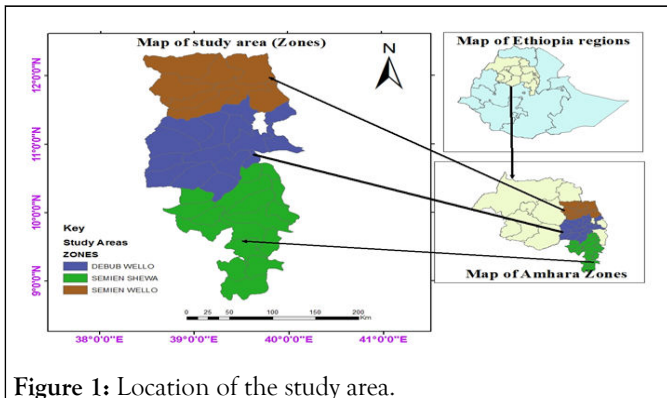 Map of study area (Zones)
N
Map of Ethiopia regions
12°0'0"N
11°0'0"N
10°0'0"N
9°0'0"N
Key
Study Areas
ZONES
DEBUB WELLO
SEMIEN SHEWA
SEMIEN WELLO
Map of Amhara Zones
0 12.5 25 50 100 150 200
Km
38°0'0"E 39°0'0"E 40°0'0"E 41°0'0"E
Figure 1: Location of the study area.